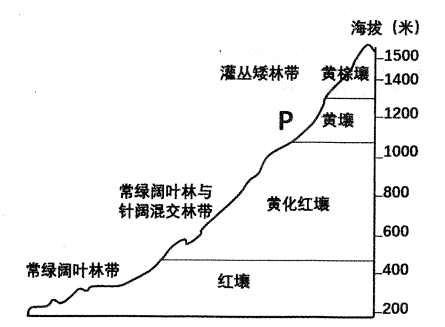 海拔（米）
1500
灌丛矮林带 黄棕壤
1400
1200
P 黄壤
1000
常绿阔叶林与
针阔混交林带
800
黄化红壤
600
常绿阔叶林带
400
红壤
200